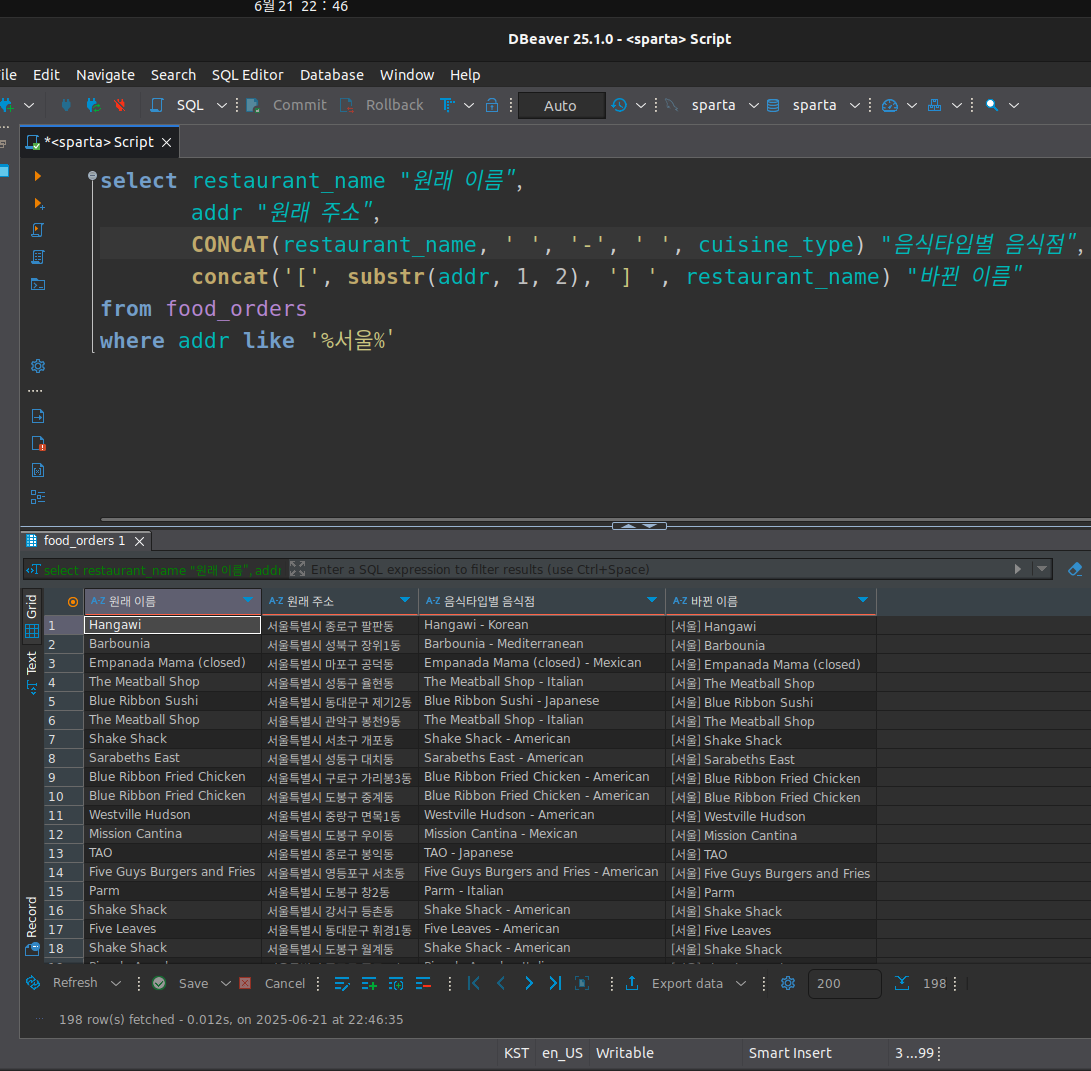 6월 21 22 : 46
DBeaver 25.1.0 - <sparta> Script
ile Edit Navigate Search SQL Editor Database Window Help
SQL Commit Rollback Auto sparta sparta
*<sparta> Script
select restaurant_name "원래 이름",
addr "원래 주소",
CONCAT(restaurant_name, ' ', '-', ' ', cuisine_type) "음식타입별 음식점",
concat('[', substr(addr, 1, 2), '] ', restaurant_name) "바뀐 이름"
from food_orders
where addr like '%서울%'
food_orders 1
select restaurant_name "원래 이름", addr Enter a SQL expression to filter results (use Ctrl+Space)
Grid
Text
Record
A-Z 원래 이름 A-Z 원래 주소 A-Z 음식타입별 음식점 A-Z 바뀐 이름
1 Hangawi 서울특별시 종로구 팔판동 Hangawi - Korean [서울] Hangawi
2 Barbounia 서울특별시 성북구 장위1동 Barbounia - Mediterranean [서울] Barbounia
3 Empanada Mama (closed) 서울특별시 마포구 공덕동 Empanada Mama (closed) - Mexican [서울] Empanada Mama (closed)
4 The Meatball Shop 서울특별시 성동구 율현동 The Meatball Shop - Italian [서울] The Meatball Shop
5 Blue Ribbon Sushi 서울특별시 동대문구 제기2동 Blue Ribbon Sushi - Japanese [서울] Blue Ribbon Sushi
6 The Meatball Shop 서울특별시 관악구 봉천9동 The Meatball Shop - Italian [서울] The Meatball Shop
7 Shake Shack 서울특별시 서초구 개포동 Shake Shack - American [서울] Shake Shack
8 Sarabeths East 서울특별시 성동구 대치동 Sarabeths East - American [서울] Sarabeths East
9 Blue Ribbon Fried Chicken 서울특별시 구로구 가리봉3동 Blue Ribbon Fried Chicken - American [서울] Blue Ribbon Fried Chicken
10 Blue Ribbon Fried Chicken 서울특별시 도봉구 중계동 Blue Ribbon Fried Chicken - American [서울] Blue Ribbon Fried Chicken
11 Westville Hudson 서울특별시 중랑구 면목1동 Westville Hudson - American [서울] Westville Hudson
12 Mission Cantina 서울특별시 도봉구 우이동 Mission Cantina - Mexican [서울] Mission Cantina
13 TAO 서울특별시 종로구 봉익동 TAO - Japanese [서울] TAO
14 Five Guys Burgers and Fries 서울특별시 영등포구 서초동 Five Guys Burgers and Fries - American [서울] Five Guys Burgers and Fries
15 Parm 서울특별시 도봉구 창2동 Parm - Italian [서울] Parm
16 Shake Shack 서울특별시 강서구 등촌동 Shake Shack - American [서울] Shake Shack
17 Five Leaves 서울특별시 동대문구 휘경1동 Five Leaves - American [서울] Five Leaves
18 Shake Shack 서울특별시 도봉구 월계동 Shake Shack - American [서울] Shake Shack
Refresh Save Cancel Export data 200 198
198 row(s) fetched - 0.012s, on 2025-06-21 at 22:46:35
KST en_US Writable Smart Insert 3 ...99